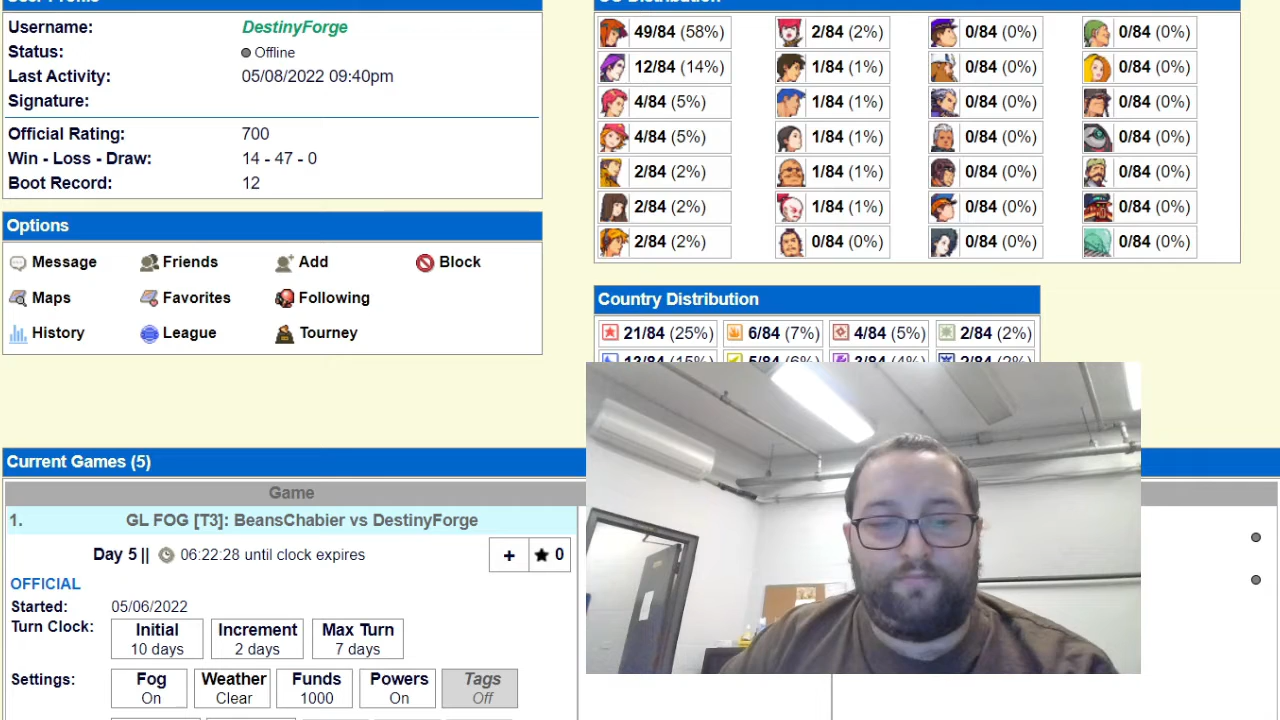 Username: DestinyForge
Status: Offline
Last Activity: 05/08/2022 09:40pm
Signature:
Official Rating: 700
Win - Loss - Draw: 14 - 47 - 0
Boot Record: 12
Options
Message Friends Add Block
Maps Favorites Following
History League Tourney
49/84 (58%) 2/84 (2%) 0/84 (0%) 0/84 (0%)
12/84 (14%) 1/84 (1%) 0/84 (0%) 0/84 (0%)
4/84 (5%) 1/84 (1%) 0/84 (0%) 0/84 (0%)
4/84 (5%) 1/84 (1%) 0/84 (0%) 0/84 (0%)
2/84 (2%) 1/84 (1%) 0/84 (0%) 0/84 (0%)
2/84 (2%) 1/84 (1%) 0/84 (0%) 0/84 (0%)
2/84 (2%) 0/84 (0%) 0/84 (0%) 0/84 (0%)
Country Distribution
21/84 (25%) 6/84 (7%) 4/84 (5%) 2/84 (2%)
Current Games (5)
Game
1. GL FOG [T3]: BeansChabier vs DestinyForge
Day 5 || 06:22:28 until clock expires + ★ 0
OFFICIAL
Started: 05/06/2022
Turn Clock: Initial Increment Max Turn
10 days 2 days 7 days
Settings: Fog Weather Funds Powers Tags
On Clear 1000 On Off